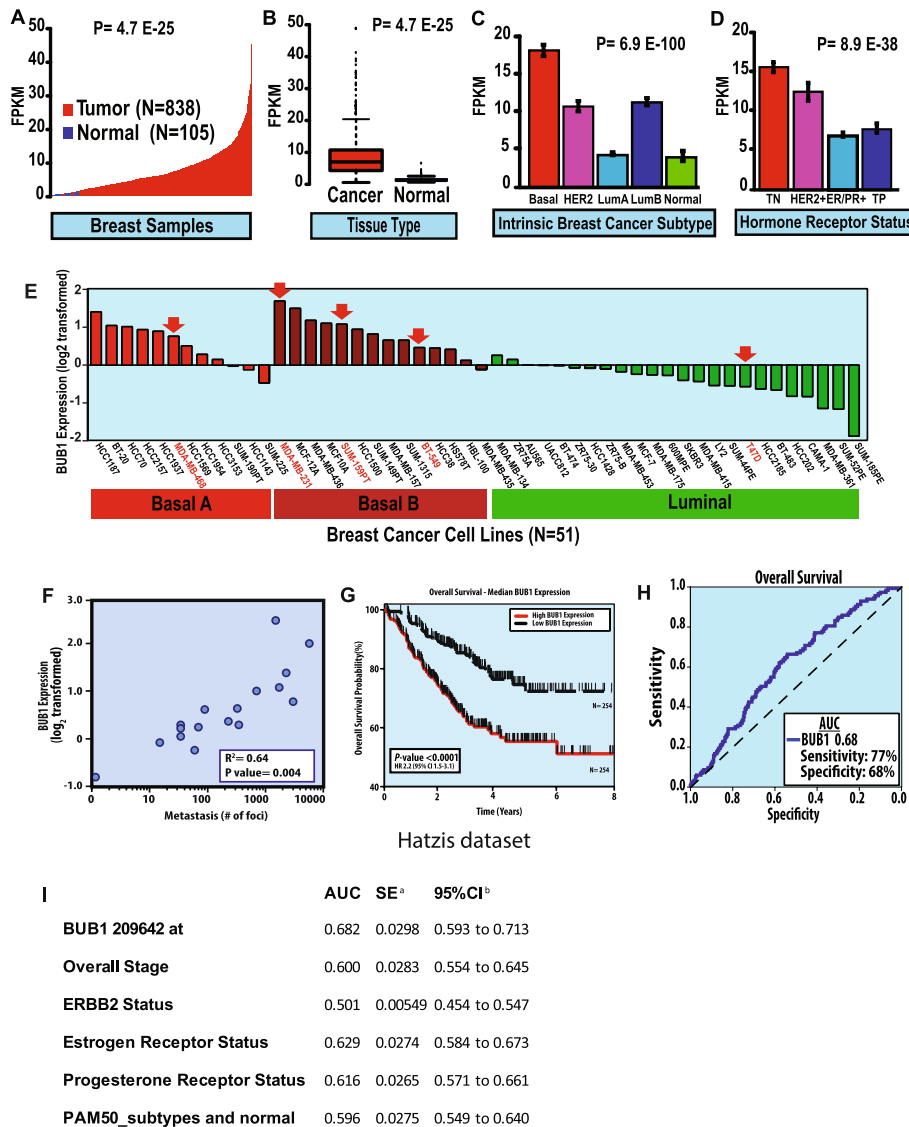 A
P= 4.7 E-25
FPKM
50
40
30
20
10
0
Tumor (N=838)
Normal (N=105)
Breast Samples
B
P= 4.7 E-25
FPKM
50
40
30
20
10
0
Cancer
Normal
Tissue Type
C
P= 6.9 E-100
FPKM
20
15
10
5
0
Basal HER2 LumA LumB Normal
Intrinsic Breast Cancer Subtype
D
P= 8.9 E-38
FPKM
20
15
10
5
0
TN HER2+ ER/PR+ TP
Hormone Receptor Status
E
BUB1 Expression (log2 transformed)
2
1
0
-1
-2
HCC1187
BT-20
HCC70
HCC2157
HCC1937
MDA-MB-468
HCC1569
HCC1954
HCC3153
SUM-190PT
HCC1143
SUM-225
MDA-MB-231
MCF-12A
MDA-MB-436
MCF10A
SUM-159PT
HCC1500
SUM-149PT
MDA-MB-157
SUM-1315
BT-549
HCC38
HS578T
HBL-100
MDA-MB-435
MDA-MB-134
ZR75A
AU565
UACC812
BT-474
ZR75-30
HCC1428
ZR75-B
MDA-MB-453
MCF-7
MDA-MB-175
600MPE
SKBR3
MDA-MB-415
LY2
SUM-44PE
T47D
HCC2185
BT-483
HCC202
CAMA-1
MDA-MB-361
SUM-52PE
SUM-185PE
Basal A
Basal B
Luminal
Breast Cancer Cell Lines (N=51)
F
BUB1 Expression
(log2 transformed)
3.0
2.0
1.0
0
-1.0
R²= 0.64
P value= 0.004
0 10 100 1000 10000
Metastasis (# of foci)
G
Overall Survival - Median BUB1 Expression
High BUB1 Expression
Low BUB1 Expression
Overall Survival Probability(%)
100
80
60
40
N= 254
N= 254
P-value <0.0001
HR 2.2 (95% CI 1.5-3.1)
0 1 2 3 4 5 6 8
Time (Years)
Hatzis dataset
H
Overall Survival
Sensitivity
1.0
0.8
0.6
0.4
0.2
0.0
AUC
BUB1 0.68
Sensitivity: 77%
Specificity: 68%
1.0 0.8 0.6 0.4 0.2 0.0
Specificity
I
AUC SEᵃ 95%CIᵇ
BUB1 209642 at 0.682 0.0298 0.593 to 0.713
Overall Stage 0.600 0.0283 0.554 to 0.645
ERBB2 Status 0.501 0.00549 0.454 to 0.547
Estrogen Receptor Status 0.629 0.0274 0.584 to 0.673
Progesterone Receptor Status 0.616 0.0265 0.571 to 0.661
PAM50_subtypes and normal 0.596 0.0275 0.549 to 0.640